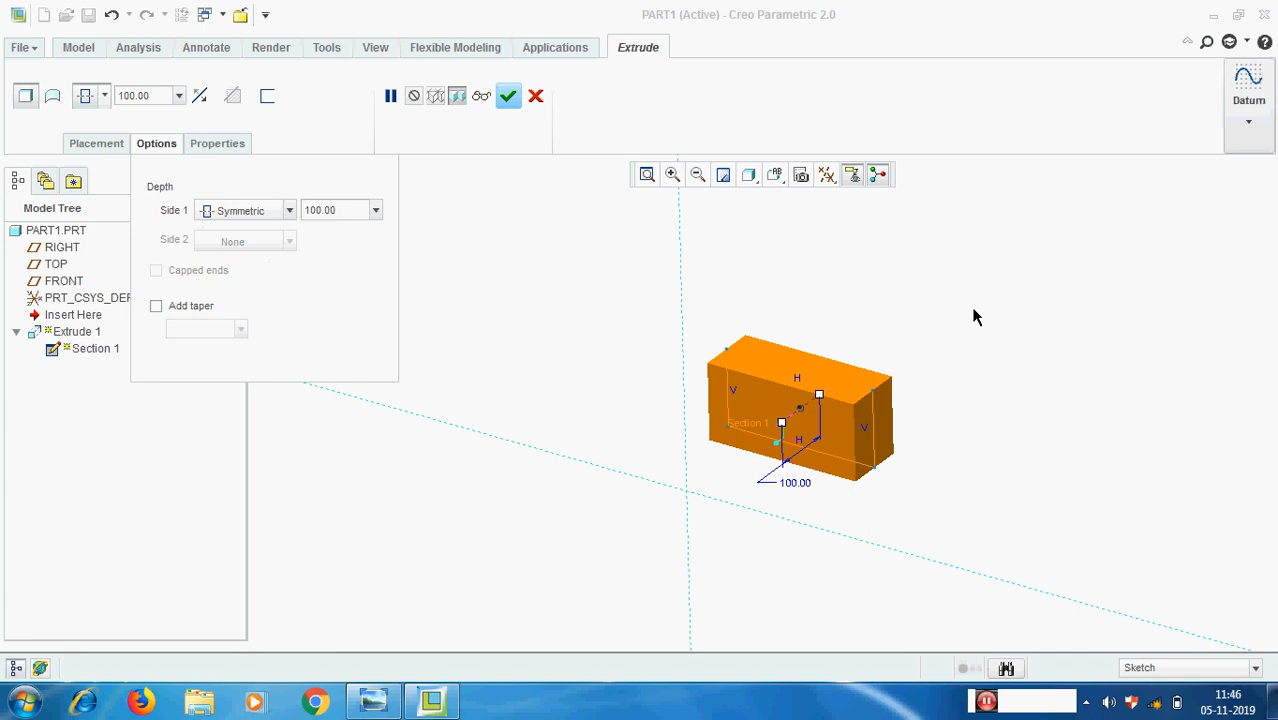 PART1 (Active) - Creo Parametric 2.0
File Model Analysis Annotate Render Tools View Flexible Modeling Applications Extrude
100.00
Datum
Placement Options Properties
Model Tree
PART1.PRT
RIGHT
TOP
FRONT
PRT_CSYS_DEF
Insert Here
Extrude 1
Section 1
Depth
Side 1 Symmetric 100.00
Side 2 None
Capped ends
Add taper
H
V
Section 1
V
H
100.00
Sketch
11:46
05-11-2019